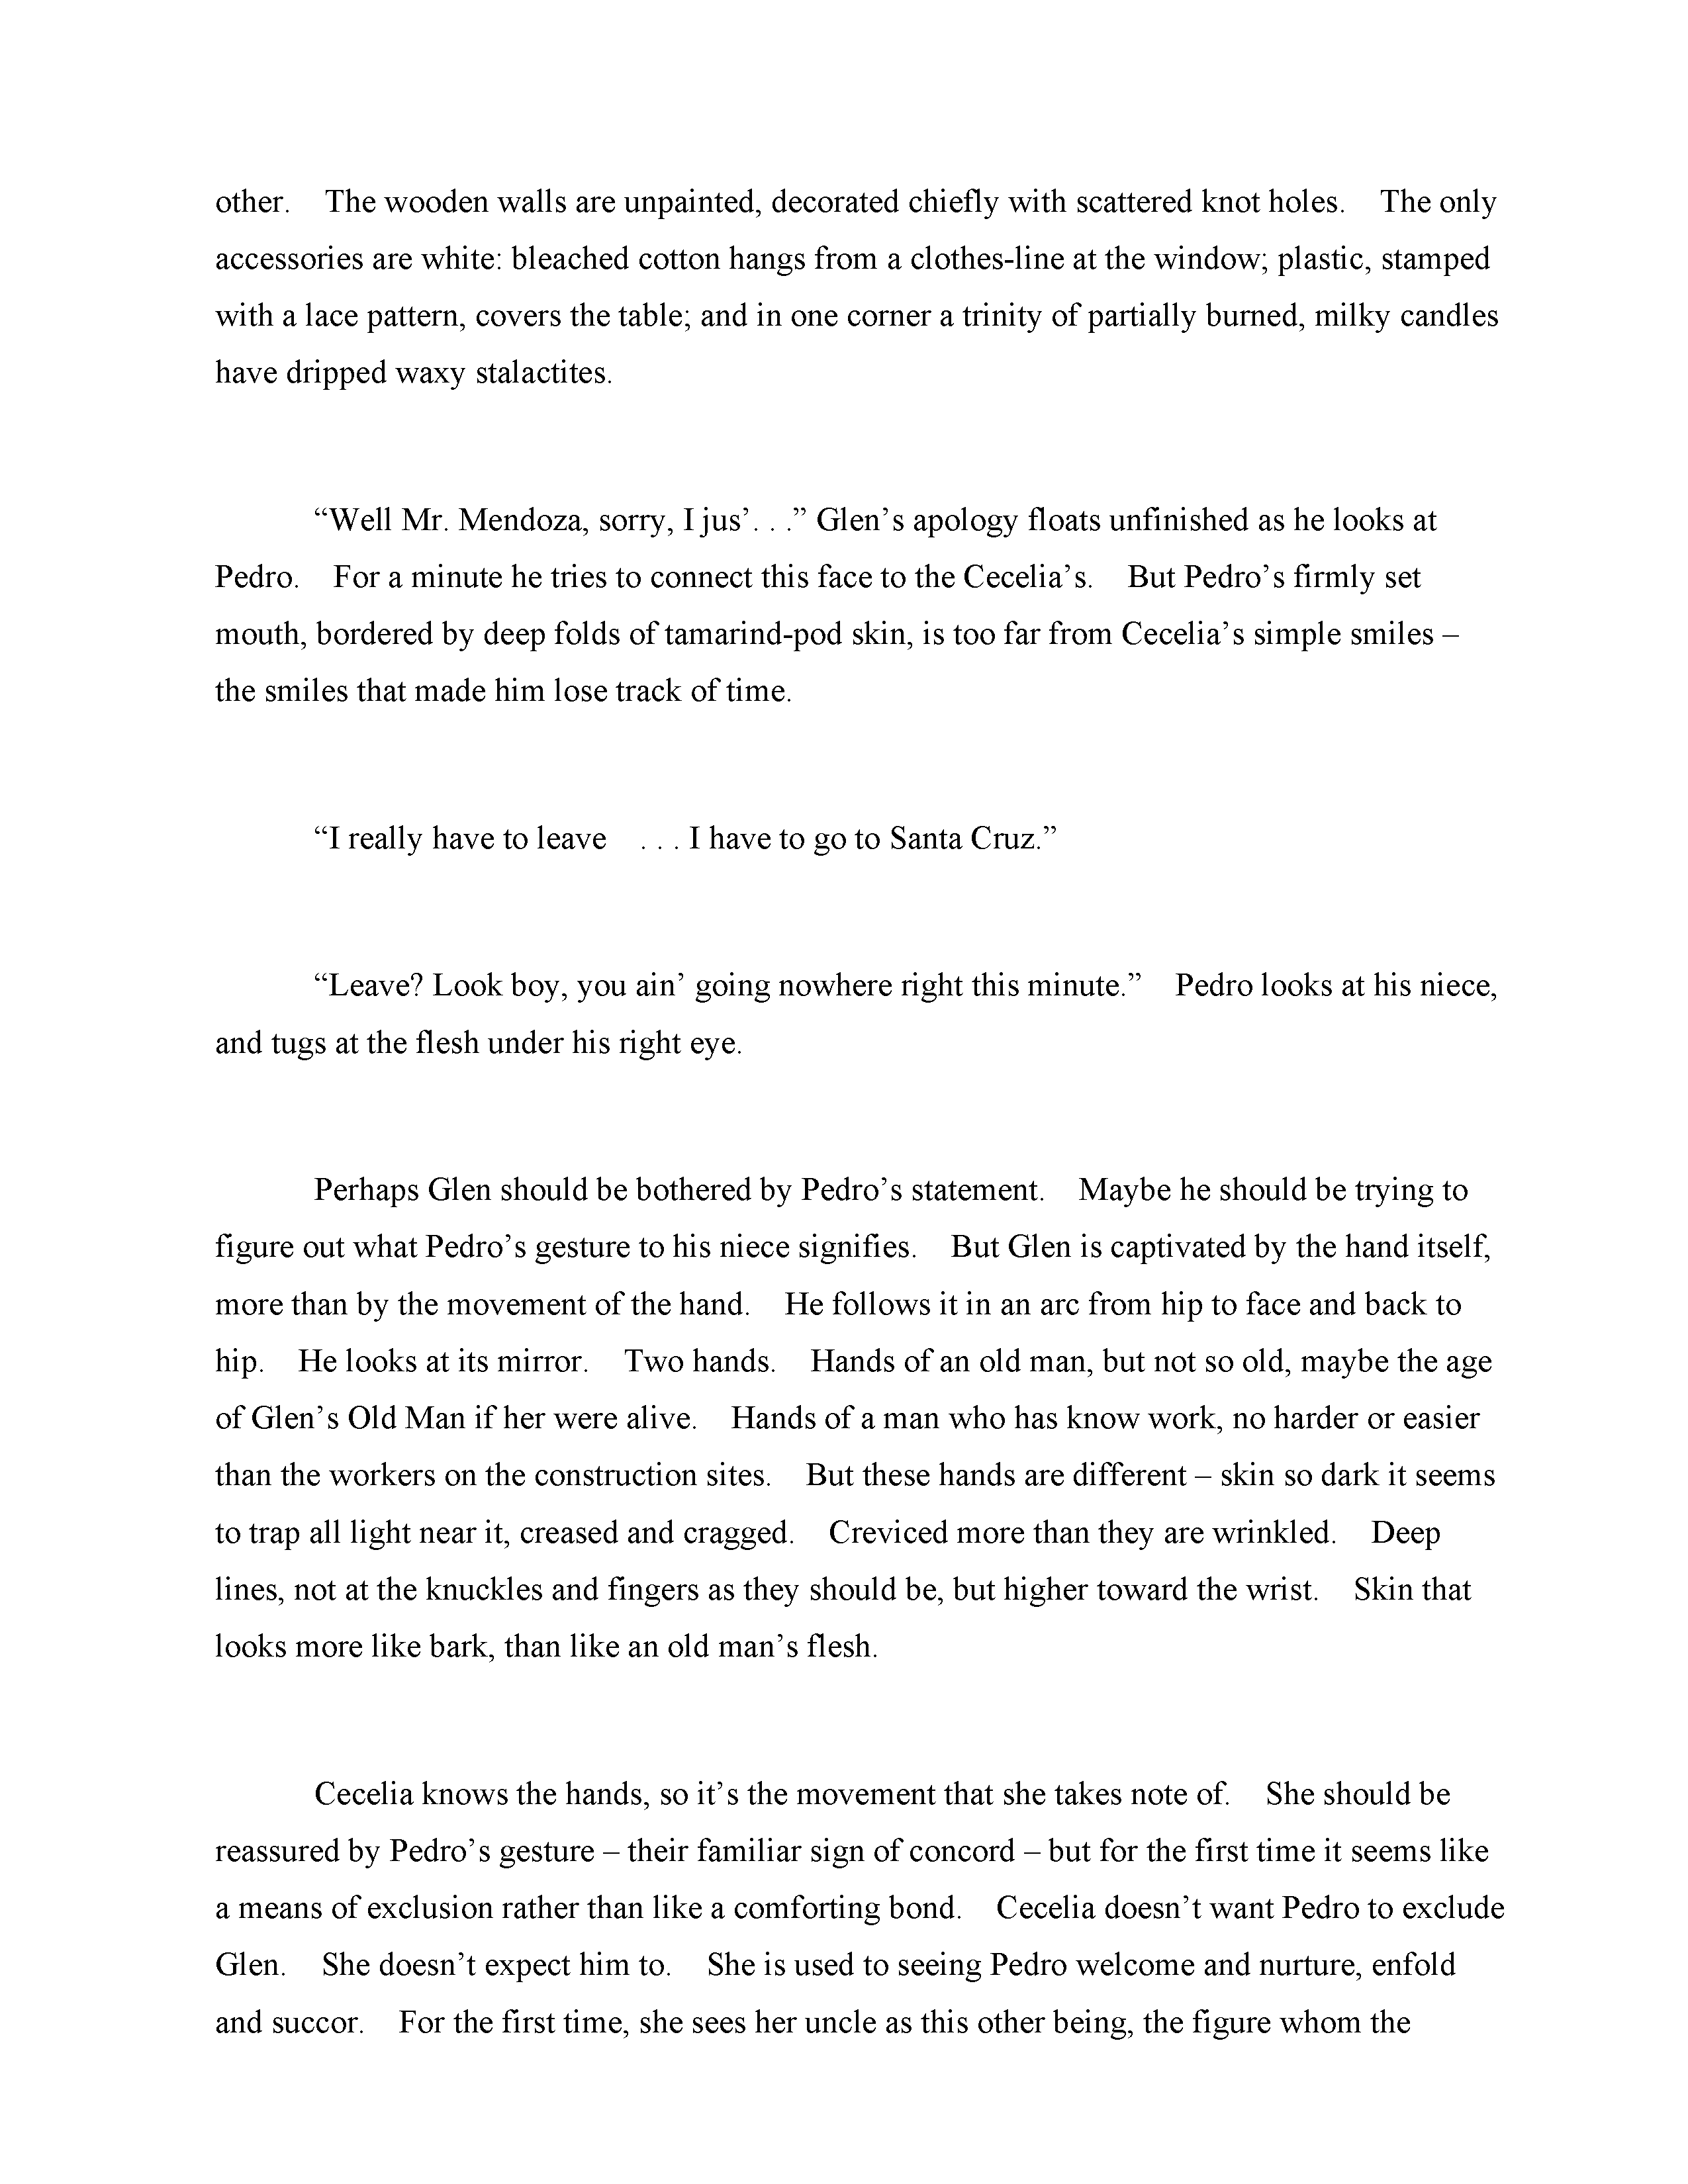 other. The wooden walls are unpainted, decorated chiefly with scattered knot holes. The only
accessories are white: bleached cotton hangs from a clothes-line at the window; plastic, stamped
with a lace pattern, covers the table; and in one corner a trinity of partially burned, milky candles
have dripped waxy stalactites.
“Well Mr. Mendoza, sorry, I jus’. . .” Glen’s apology floats unfinished as he looks at
Pedro. For a minute he tries to connect this face to the Cecelia’s. But Pedro’s firmly set
mouth, bordered by deep folds of tamarind-pod skin, is too far from Cecelia’s simple smiles –
the smiles that made him lose track of time.
“I really have to leave . . . I have to go to Santa Cruz.”
“Leave? Look boy, you ain’ going nowhere right this minute.” Pedro looks at his niece,
and tugs at the flesh under his right eye.
Perhaps Glen should be bothered by Pedro’s statement. Maybe he should be trying to
figure out what Pedro’s gesture to his niece signifies. But Glen is captivated by the hand itself,
more than by the movement of the hand. He follows it in an arc from hip to face and back to
hip. He looks at its mirror. Two hands. Hands of an old man, but not so old, maybe the age
of Glen’s Old Man if her were alive. Hands of a man who has know work, no harder or easier
than the workers on the construction sites. But these hands are different – skin so dark it seems
to trap all light near it, creased and cragged. Creviced more than they are wrinkled. Deep
lines, not at the knuckles and fingers as they should be, but higher toward the wrist. Skin that
looks more like bark, than like an old man’s flesh.
Cecelia knows the hands, so it’s the movement that she takes note of. She should be
reassured by Pedro’s gesture – their familiar sign of concord – but for the first time it seems like
a means of exclusion rather than like a comforting bond. Cecelia doesn’t want Pedro to exclude
Glen. She doesn’t expect him to. She is used to seeing Pedro welcome and nurture, enfold
and succor. For the first time, she sees her uncle as this other being, the figure whom the